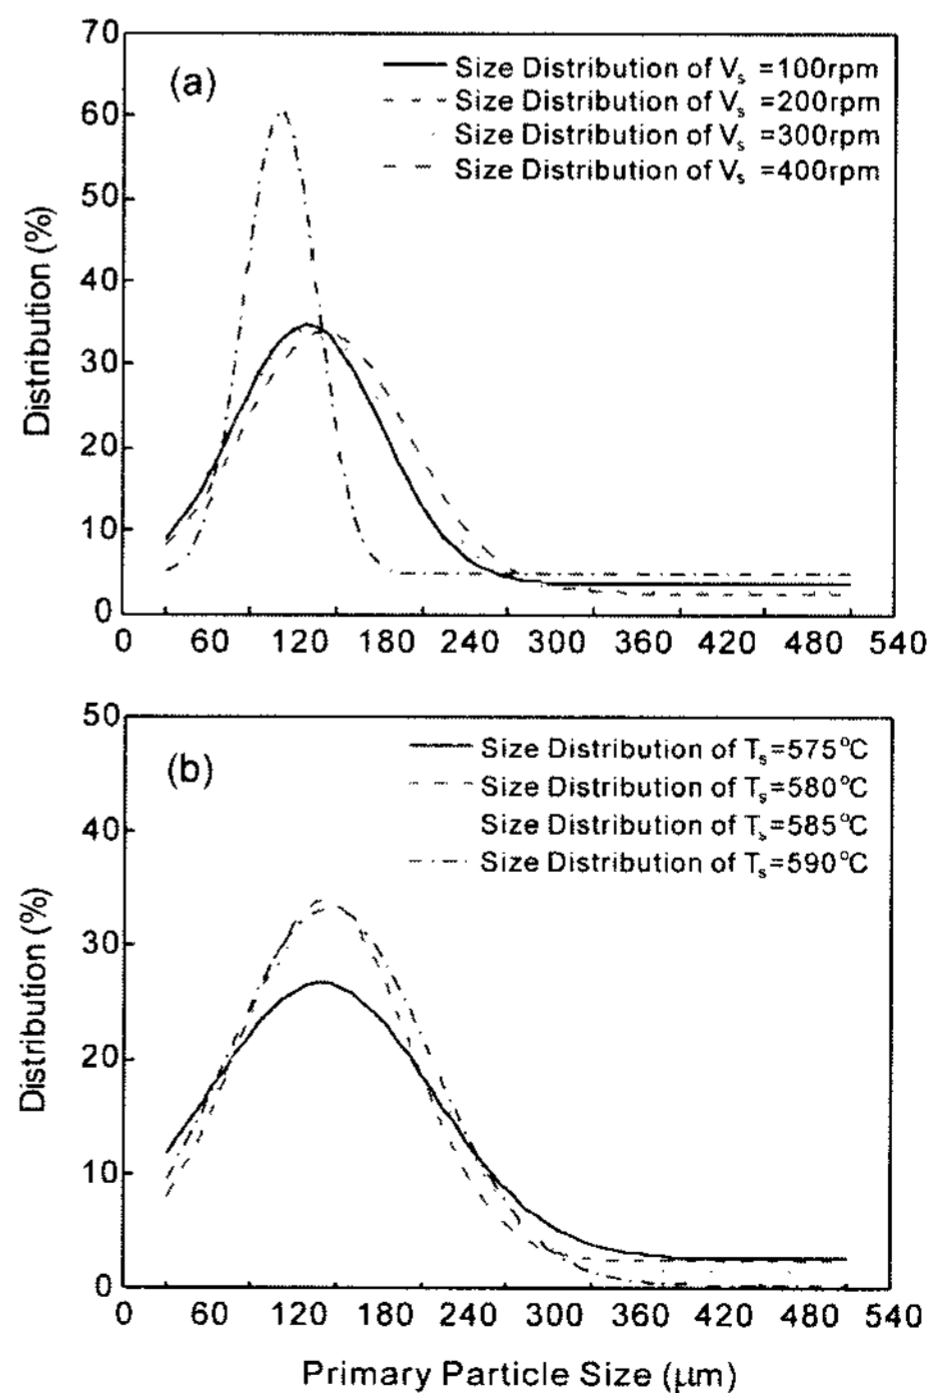 70
60
50
40
30
20
10
0
Distribution (%)
(a)
Size Distribution of Vs =100rpm
Size Distribution of Vs =200rpm
Size Distribution of Vs =300rpm
Size Distribution of Vs =400rpm
0 60 120 180 240 300 360 420 480 540
50
40
30
20
10
0
Distribution (%)
(b)
Size Distribution of Ts=575°C
Size Distribution of Ts=580°C
Size Distribution of Ts=585°C
Size Distribution of Ts=590°C
0 60 120 180 240 300 360 420 480 540
Primary Particle Size (μm)